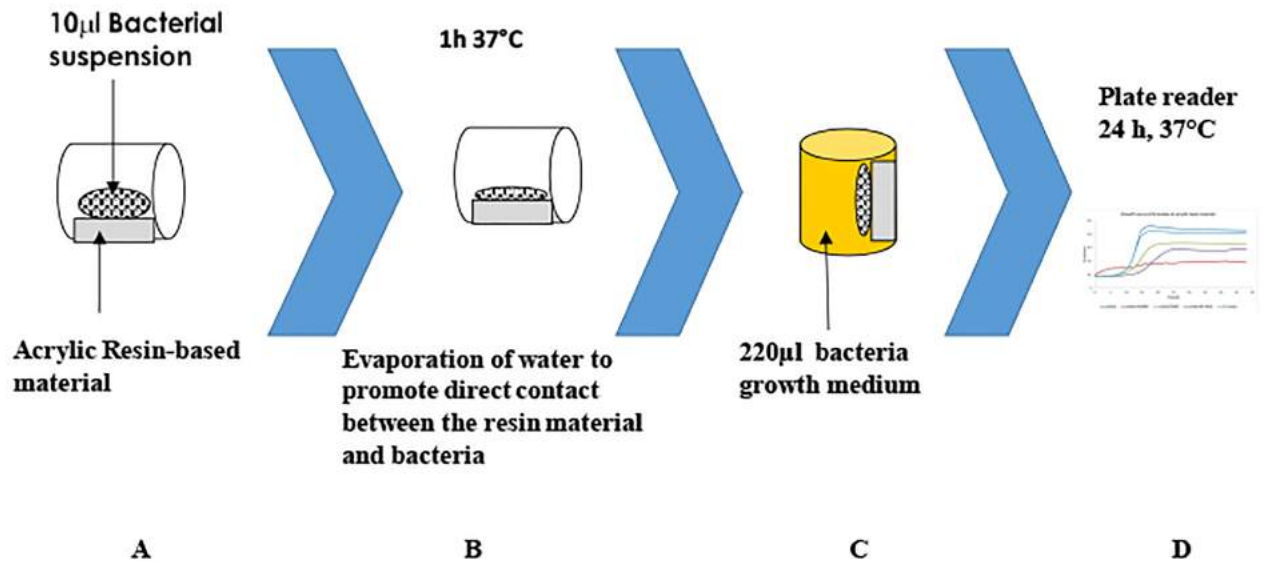 10µl Bacterial
suspension
1h 37°C
Plate reader
24 h, 37°C
Acrylic Resin-based
material
Evaporation of water to
promote direct contact
between the resin material
and bacteria
220µl bacteria
growth medium
A
B
C
D